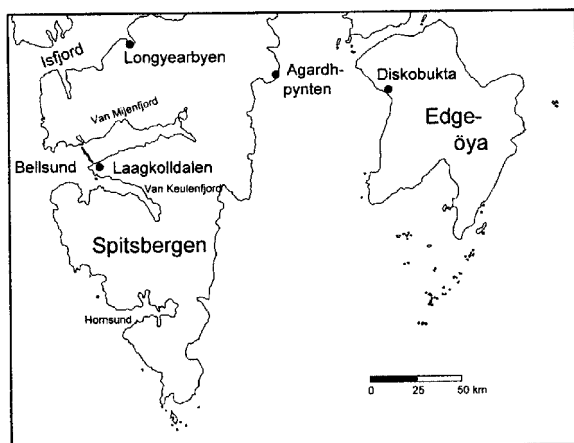 Isfjord
Longyearbyen
Agardh-
pynten
Diskobukta
Edge-
öya
Van Mijenfjord
Bellsund
Laagkolldalen
Van Keulenfjord
Spitsbergen
Hornsund
0 25 50 km